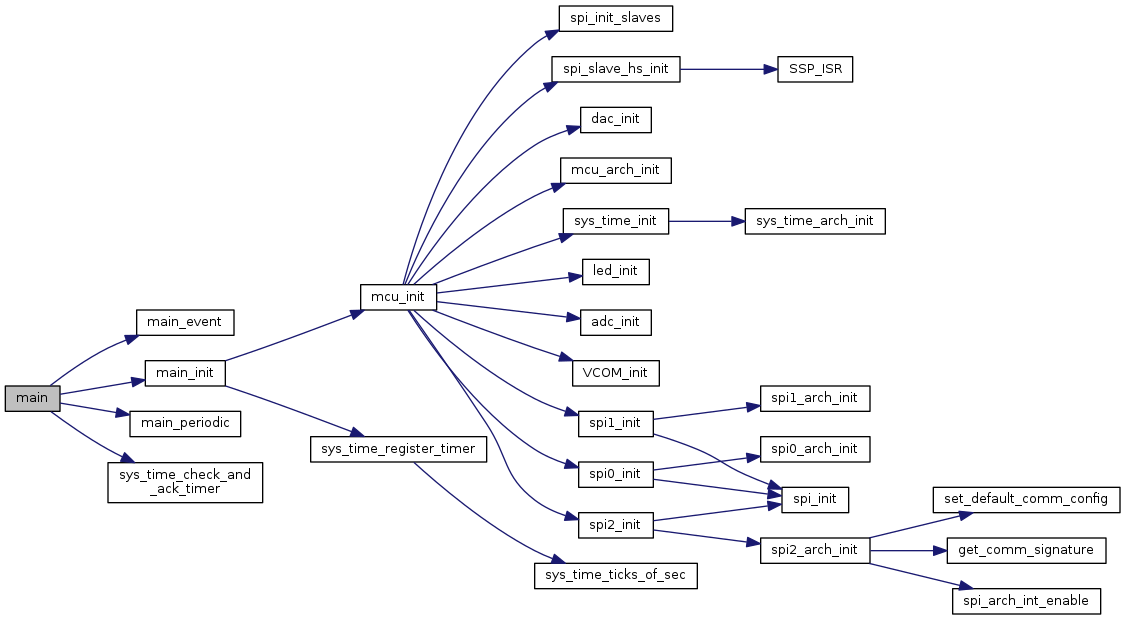 spi_init_slaves
spi_slave_hs_init
SSP_ISR
dac_init
mcu_arch_init
sys_time_init
sys_time_arch_init
led_init
mcu_init
adc_init
main_event
VCOM_init
main_init
main
spi1_arch_init
main_periodic
spi1_init
sys_time_register_timer
spi0_arch_init
sys_time_check_and
_ack_timer
spi0_init
spi_init
set_default_comm_config
spi2_init
spi2_arch_init
get_comm_signature
sys_time_ticks_of_sec
spi_arch_int_enable